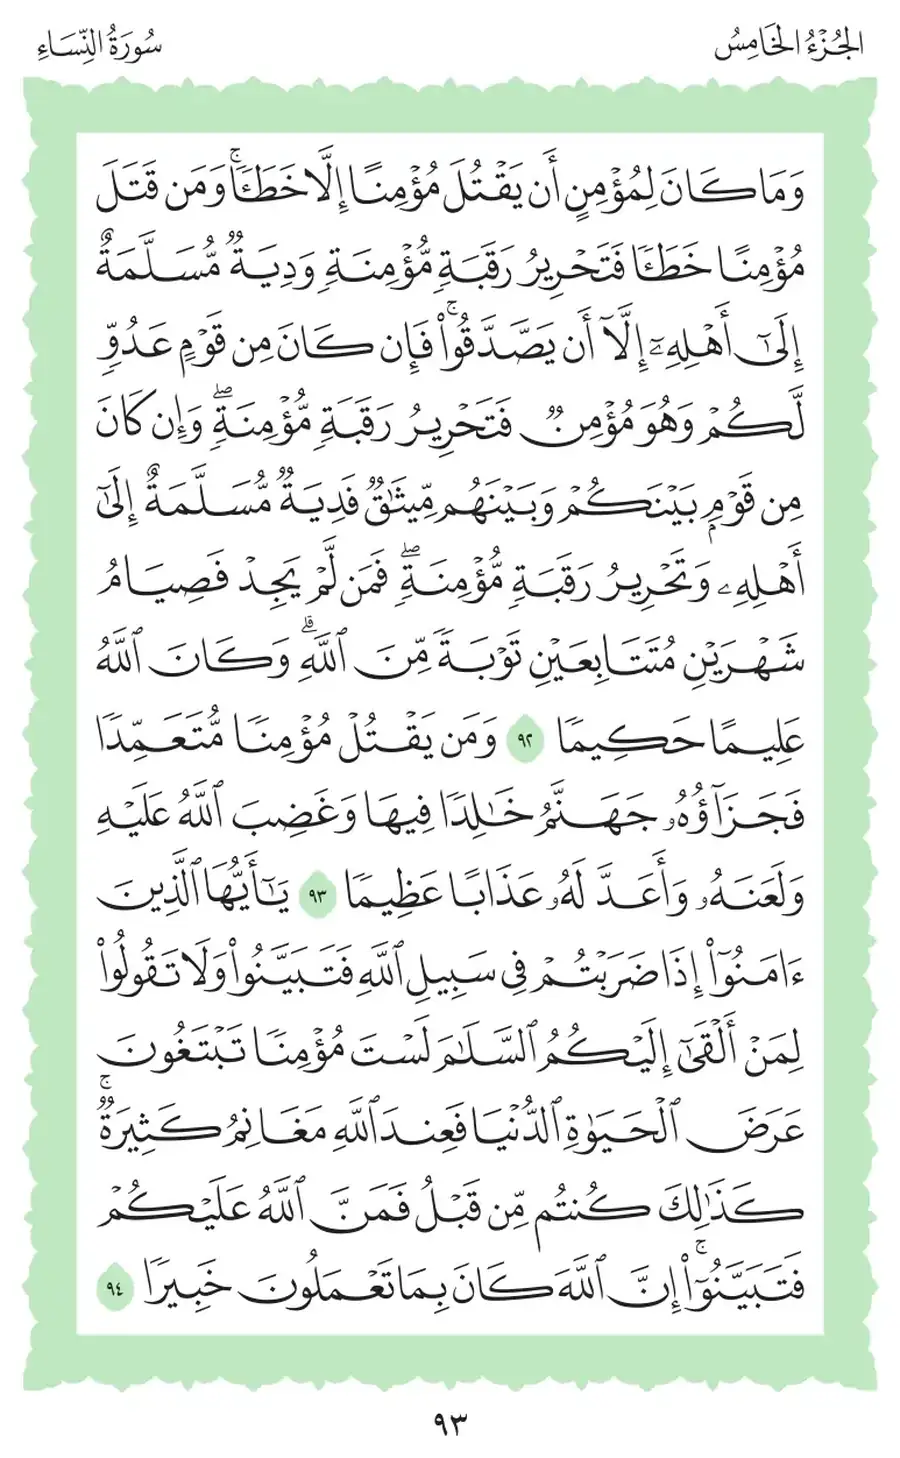 الجُزْءُ الخَامِسُ
سُورَةُ النِّسَاءِ
وَمَا كَانَ لِمُؤْمِنٍ أَن يَقْتُلَ مُؤْمِنًا إِلَّا خَطَـًٔاۚ وَمَن قَتَلَ
مُؤْمِنًا خَطَـًٔا فَتَحْرِيرُ رَقَبَةٍ مُّؤْمِنَةٍ وَدِيَةٌ مُّسَلَّمَةٌ
إِلَىٰٓ أَهْلِهِۦٓ إِلَّآ أَن يَصَّدَّقُوا۟ۚ فَإِن كَانَ مِن قَوْمٍ عَدُوٍّ
لَّكُمْ وَهُوَ مُؤْمِنٌ فَتَحْرِيرُ رَقَبَةٍ مُّؤْمِنَةٍۖ وَإِن كَانَ
مِن قَوْمٍۭ بَيْنَكُمْ وَبَيْنَهُم مِّيثَٰقٌ فَدِيَةٌ مُّسَلَّمَةٌ إِلَىٰٓ
أَهْلِهِۦ وَتَحْرِيرُ رَقَبَةٍ مُّؤْمِنَةٍۖ فَمَن لَّمْ يَجِدْ فَصِيَامُ
شَهْرَيْنِ مُتَتَابِعَيْنِ تَوْبَةً مِّنَ ٱللَّهِۗ وَكَانَ ٱللَّهُ
عَلِيمًا حَكِيمًا ٩٢ وَمَن يَقْتُلْ مُؤْمِنًا مُّتَعَمِّدًا
فَجَزَآؤُهُۥ جَهَنَّمُ خَٰلِدًا فِيهَا وَغَضِبَ ٱللَّهُ عَلَيْهِ
وَلَعَنَهُۥ وَأَعَدَّ لَهُۥ عَذَابًا عَظِيمًا ٩٣ يَٰٓأَيُّهَا ٱلَّذِينَ
ءَامَنُوٓا۟ إِذَا ضَرَبْتُمْ فِى سَبِيلِ ٱللَّهِ فَتَبَيَّنُوا۟ وَلَا تَقُولُوا۟
لِمَنْ أَلْقَىٰٓ إِلَيْكُمُ ٱلسَّلَٰمَ لَسْتَ مُؤْمِنًا تَبْتَغُونَ
عَرَضَ ٱلْحَيَوٰةِ ٱلدُّنْيَا فَعِندَ ٱللَّهِ مَغَانِمُ كَثِيرَةٌۚ
كَذَٰلِكَ كُنتُم مِّن قَبْلُ فَمَنَّ ٱللَّهُ عَلَيْكُمْ
فَتَبَيَّنُوٓا۟ۚ إِنَّ ٱللَّهَ كَانَ بِمَا تَعْمَلُونَ خَبِيرًا ٩٤
٩٣